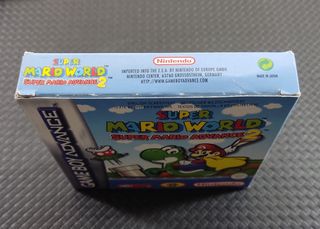 SUPER
MARIO WORLD
SUPER MARIO ADVANCE 2
Nintendo
IMPORTED INTO THE E.E.A. BY NINTENDO OF EUROPE GMBH
NINTENDO CENTER, 63760 GROSSOSTHEIM, GERMANY
HTTP://WWW.GAMEBOYADVANCE.COM
MADE IN JAPAN
GAME BOY ADVANCE
SUPER
MARIO WORLD
SUPER MARIO ADVANCE 2
Nintendo